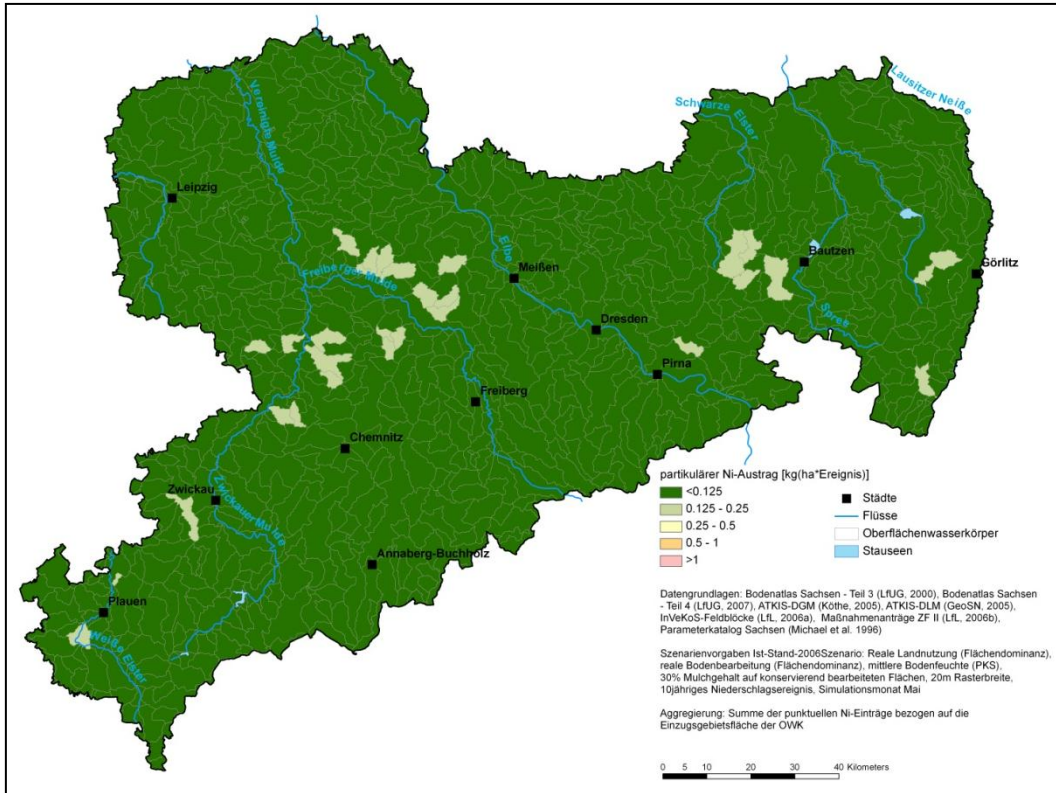 Lausitzer Neiße
Schwarze Elster
Vereinigte Mulde
Leipzig
Elbe
Bautzen
Görlitz
Meißen
Freiberger Mulde
Spree
Dresden
Pirna
Freiberg
Chemnitz
Zwickau
Zwickauer Mulde
Annaberg-Buchholz
Plauen
Weiße Elster
partikulärer Ni-Austrag [kg(ha*Ereignis)]
<0.125
0.125 - 0.25
0.25 - 0.5
0.5 - 1
>1
Städte
Flüsse
Oberflächenwasserkörper
Stauseen
Datengrundlagen: Bodenatlas Sachsen - Teil 3 (LfUG, 2000), Bodenatlas Sachsen
- Teil 4 (LfUG, 2007), ATKIS-DGM (Köthe, 2005), ATKIS-DLM (GeoSN, 2005),
InVeKoS-Feldblöcke (LfL, 2006a), Maßnahmenanträge ZF II (LfL, 2006b),
Parameterkatalog Sachsen (Michael et al. 1996)
Szenarienvorgaben Ist-Stand-2006Szenario: Reale Landnutzung (Flächendominanz),
reale Bodenbearbeitung (Flächendominanz), mittlere Bodenfeuchte (PKS),
30% Mulchgehalt auf konservierend bearbeiteten Flächen, 20m Rasterbreite,
10jähriges Niederschlagsereignis, Simulationsmonat Mai
Aggregierung: Summe der punktuellen Ni-Einträge bezogen auf die
Einzugsgebietsfläche der OWK
0 5 10 20 30 40 Kilometers